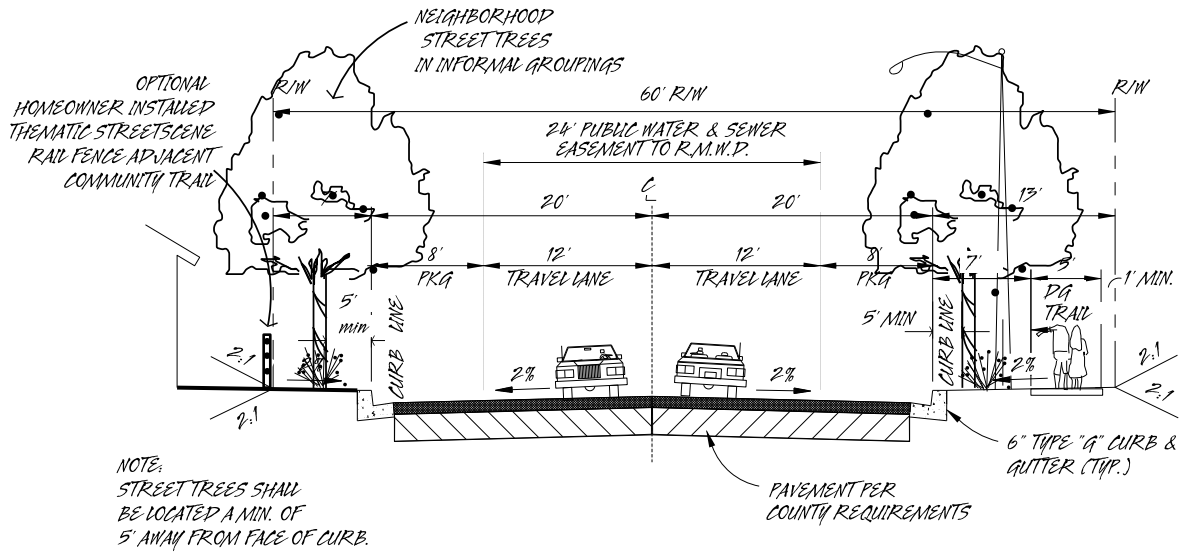 NEIGHBORHOOD
STREET TREES
IN INFORMAL GROUPINGS
OPTIONAL
HOMEOWNER INSTALLED
THEMATIC STREETSCENE
RAIL FENCE ADJACENT
COMMUNITY TRAIL
R/W
60' R/W
R/W
24' PUBLIC WATER & SEWER
EASEMENT TO R.M.W.D.
CL
20'
20'
13'
8'
PKG
12'
TRAVEL LANE
12'
TRAVEL LANE
8'
PKG
7'
1' MIN.
DG
TRAIL
5'
min
CURB LINE
5' MIN
CURB LINE
2:1
2:1
2%
2%
2%
2:1
2:1
6" TYPE "G" CURB &
GUTTER (TYP.)
PAVEMENT PER
COUNTY REQUIREMENTS
NOTE:
STREET TREES SHALL
BE LOCATED A MIN. OF
5' AWAY FROM FACE OF CURB.